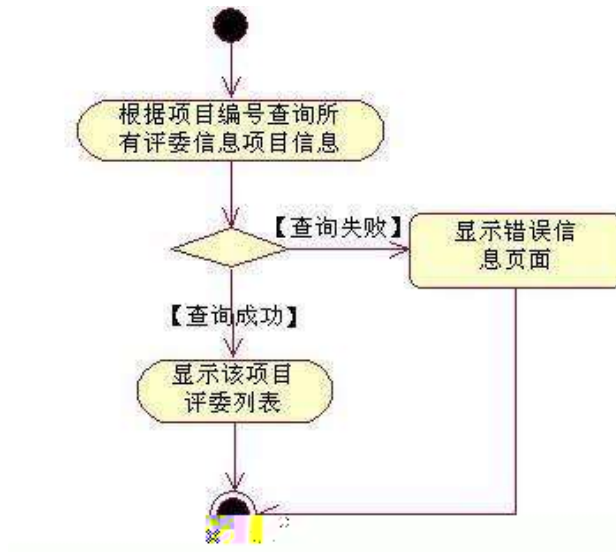 根据项目编号查询所
有评委信息项目信息
【查询失败】
显示错误信
息页面
【查询成功】
显示该项目
评委列表